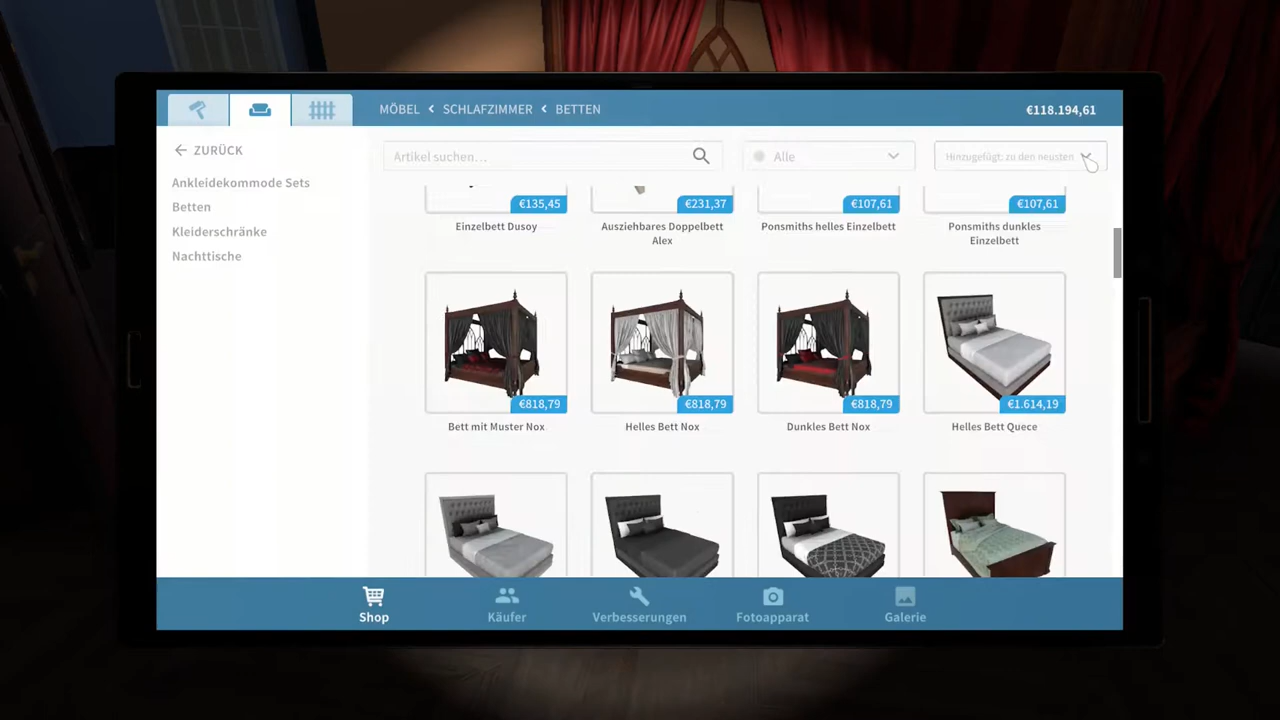 MÖBEL < SCHLAFZIMMER < BETTEN
€118.194,61
ZURÜCK
Artikel suchen...
Alle
Hinzugefügt: zu den neusten
Ankleidekommode Sets
Betten
Kleiderschränke
Nachttische
€135,45
€231,37
€107,61
€107,61
Einzelbett Dusoy
Ausziehbares Doppelbett
Alex
Ponsmiths helles Einzelbett
Ponsmiths dunkles
Einzelbett
€818,79
€818,79
€818,79
€1.614,19
Bett mit Muster Nox
Helles Bett Nox
Dunkles Bett Nox
Helles Bett Quece
Shop
Käufer
Verbesserungen
Fotoapparat
Galerie